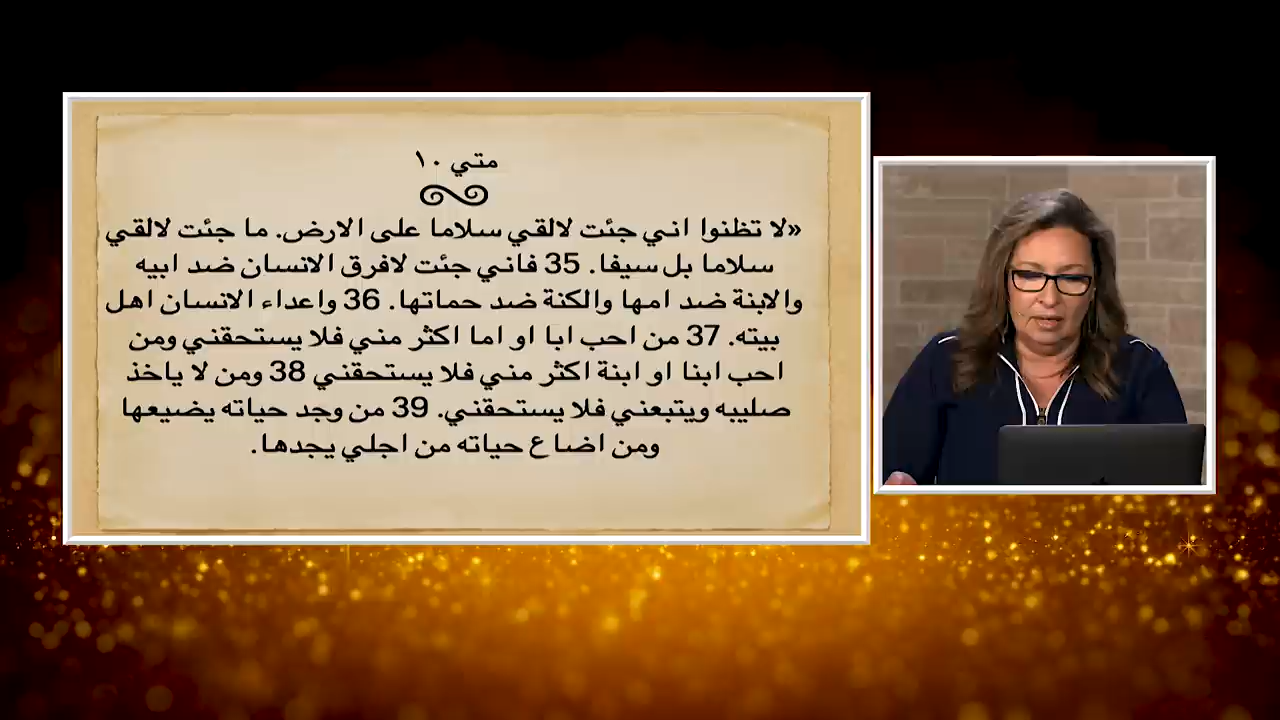 متي ١٠
«لا تظنوا اني جئت لالقي سلاما على الارض. ما جئت لالقي
سلاما بل سيفا. 35 فاني جئت لافرق الانسان ضد ابيه
والابنة ضد امها والكنة ضد حماتها. 36 واعداء الانسان اهل
بيته. 37 من احب ابا او اما اكثر مني فلا يستحقني ومن
احب ابنا او ابنة اكثر مني فلا يستحقني 38 ومن لا ياخذ
صليبه ويتبعني فلا يستحقني. 39 من وجد حياته يضيعها
ومن اضاع حياته من اجلي يجدها.